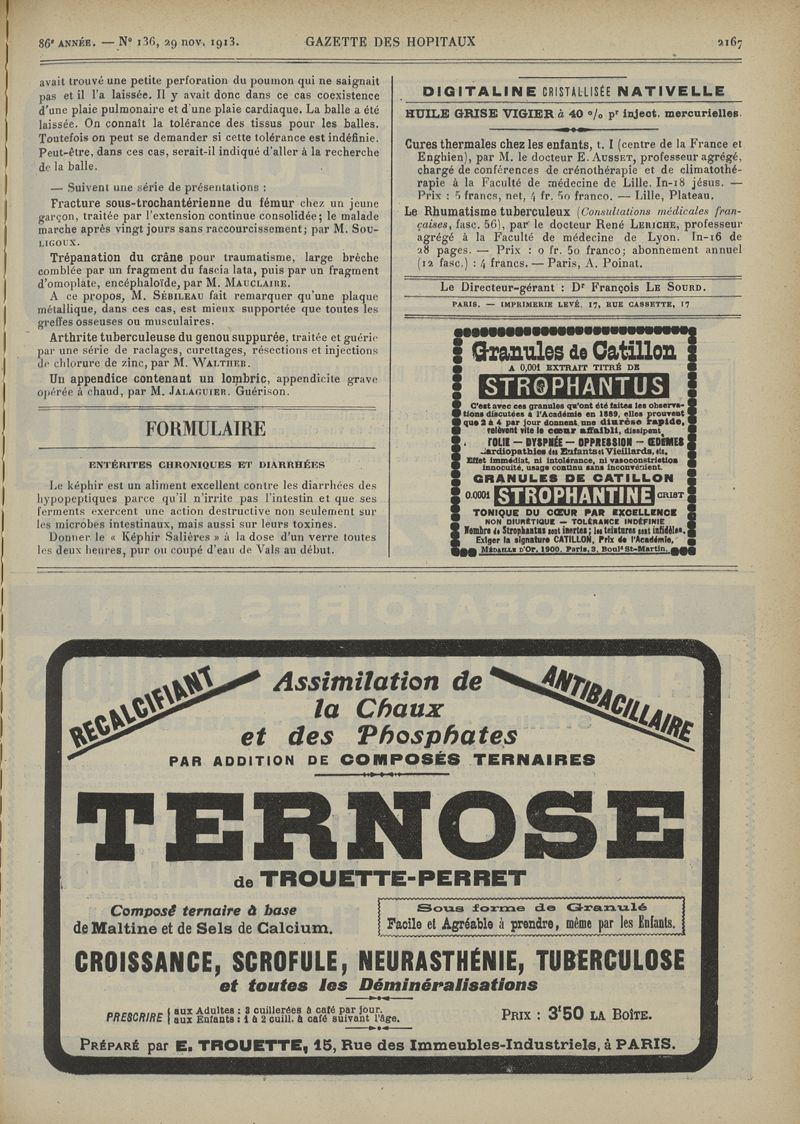 86e ANNÉE. — No 136, 29 NOV. 1913.
GAZETTE DES HOPITAUX
2167
avait trouvé une petite perforation du poumon qui ne saignait
pas et il l'a laissée. Il y avait donc dans ce cas coexistence
d'une plaie pulmonaire et d'une plaie cardiaque. La balle a été
laissée. On connaît la tolérance des tissus pour les balles.
Toutefois on peut se demander si cette tolérance est indéfinie.
Peut-être, dans ces cas, serait-il indiqué d'aller à la recherche
de la balle.
— Suivent une série de présentations :
Fracture sous-trochantérienne du fémur chez un jeune
garçon, traitée par l'extension continue consolidée; le malade
marche après vingt jours sans raccourcissement; par M. SOU-
LIGOUX.
Trépanation du crâne pour traumatisme, large brèche
comblée par un fragment du fascia lata, puis par un fragment
d'omoplate, encéphaloïde, par M. MAUCLAIRE.
A ce propos, M. SÉBILEAU fait remarquer qu'une plaque
métallique, dans ces cas, est mieux supportée que toutes les
greffes osseuses ou musculaires.
Arthrite tuberculeuse du genou suppurée, traitée et guérie
par une série de raclages, curettages, résections et injections
de chlorure de zinc, par M. WALTHER.
Un appendice contenant un lombric, appendicite grave
opérée à chaud, par M. JALAGUIER. Guérison.
FORMULAIRE
ENTÉRITES CHRONIQUES ET DIARRHÉES
Le képhir est un aliment excellent contre les diarrhées des
hypopeptiques parce qu'il n'irrite pas l'intestin et que ses
ferments exercent une action destructive non seulement sur
les microbes intestinaux, mais aussi sur leurs toxines.
Donner le « Képhir Salières » à la dose d'un verre toutes
les deux heures, pur ou coupé d'eau de Vals au début.
DIGITALINE CRISTALLISÉE NATIVELLE
HUILE GRISE VIGIER à 40 o/o pr inject. mercurielles.
Cures thermales chez les enfants, t. I (centre de la France et
Enghien), par M. le docteur E. AUSSET, professeur agrégé,
chargé de conférences de crénothérapie et de climatothé-
rapie à la Faculté de médecine de Lille. In-18 jésus. —
Prix : 5 francs, net, 4 fr. 50 franco. — Lille, Plateau.
Le Rhumatisme tuberculeux (Consultations médicales fran-
çaises, fasc. 56), par le docteur René LERICHE, professeur
agrégé à la Faculté de médecine de Lyon. In-16 de
28 pages. — Prix : 0 fr. 50 franco; abonnement annuel
(12 fasc.) : 4 francs. — Paris, A. Poinat.
Le Directeur-gérant : Dr François LE SOURD.
PARIS. — IMPRIMERIE LEVÉ, 17, RUE CASSETTE, 17
Granules de Catillon
A 0,001 EXTRAIT TITRÉ DE
STROPHANTUS
C'est avec ces granules qu'ont été faites les observa-
tions discutées à l'Académie en 1889, elles prouvent
que 2 à 4 par jour donnent une diurèse rapide,
relèvent vite le cœur affaibli, dissipent
ASYSTOLIE — DYSPNÉE — OPPRESSION — ŒDÈMES
Cardiopathies des Enfants et Vieillards, etc.
Effet immédiat, ni intolérance, ni vasoconstriction
innocuité, usage continu sans inconvénient.
GRANULES DE CATILLON
0.0001 STROPHANTINE CRIST
TONIQUE DU CŒUR PAR EXCELLENCE
NON DIURÉTIQUE — TOLÉRANCE INDÉFINIE
Nombre de Strophantus sont inertes; les teintures sont infidèles.
Exiger la signature CATILLON, Prix de l'Académie,
MÉDAILLE D'OR, 1900. Paris, 3, Bould St-Martin.
RECALCIFIANT
Assimilation de
la Chaux
et des Phosphates
ANTIBACILLAIRE
PAR ADDITION DE COMPOSÉS TERNAIRES
TERNOSE
de TROUETTE-PERRET
Composé ternaire à base
de Maltine et de Sels de Calcium.
Sous forme de Granulé
Facile et Agréable à prendre, même par les Enfants.
CROISSANCE, SCROFULE, NEURASTHÉNIE, TUBERCULOSE
et toutes les Déminéralisations
PRESCRIRE { aux Adultes : 3 cuillerées à café par jour.
aux Enfants : 1 à 2 cuill. à café suivant l'âge.
PRIX : 3f50 LA BOÎTE.
PRÉPARÉ par E. TROUETTE, 15, Rue des Immeubles-Industriels, à PARIS.